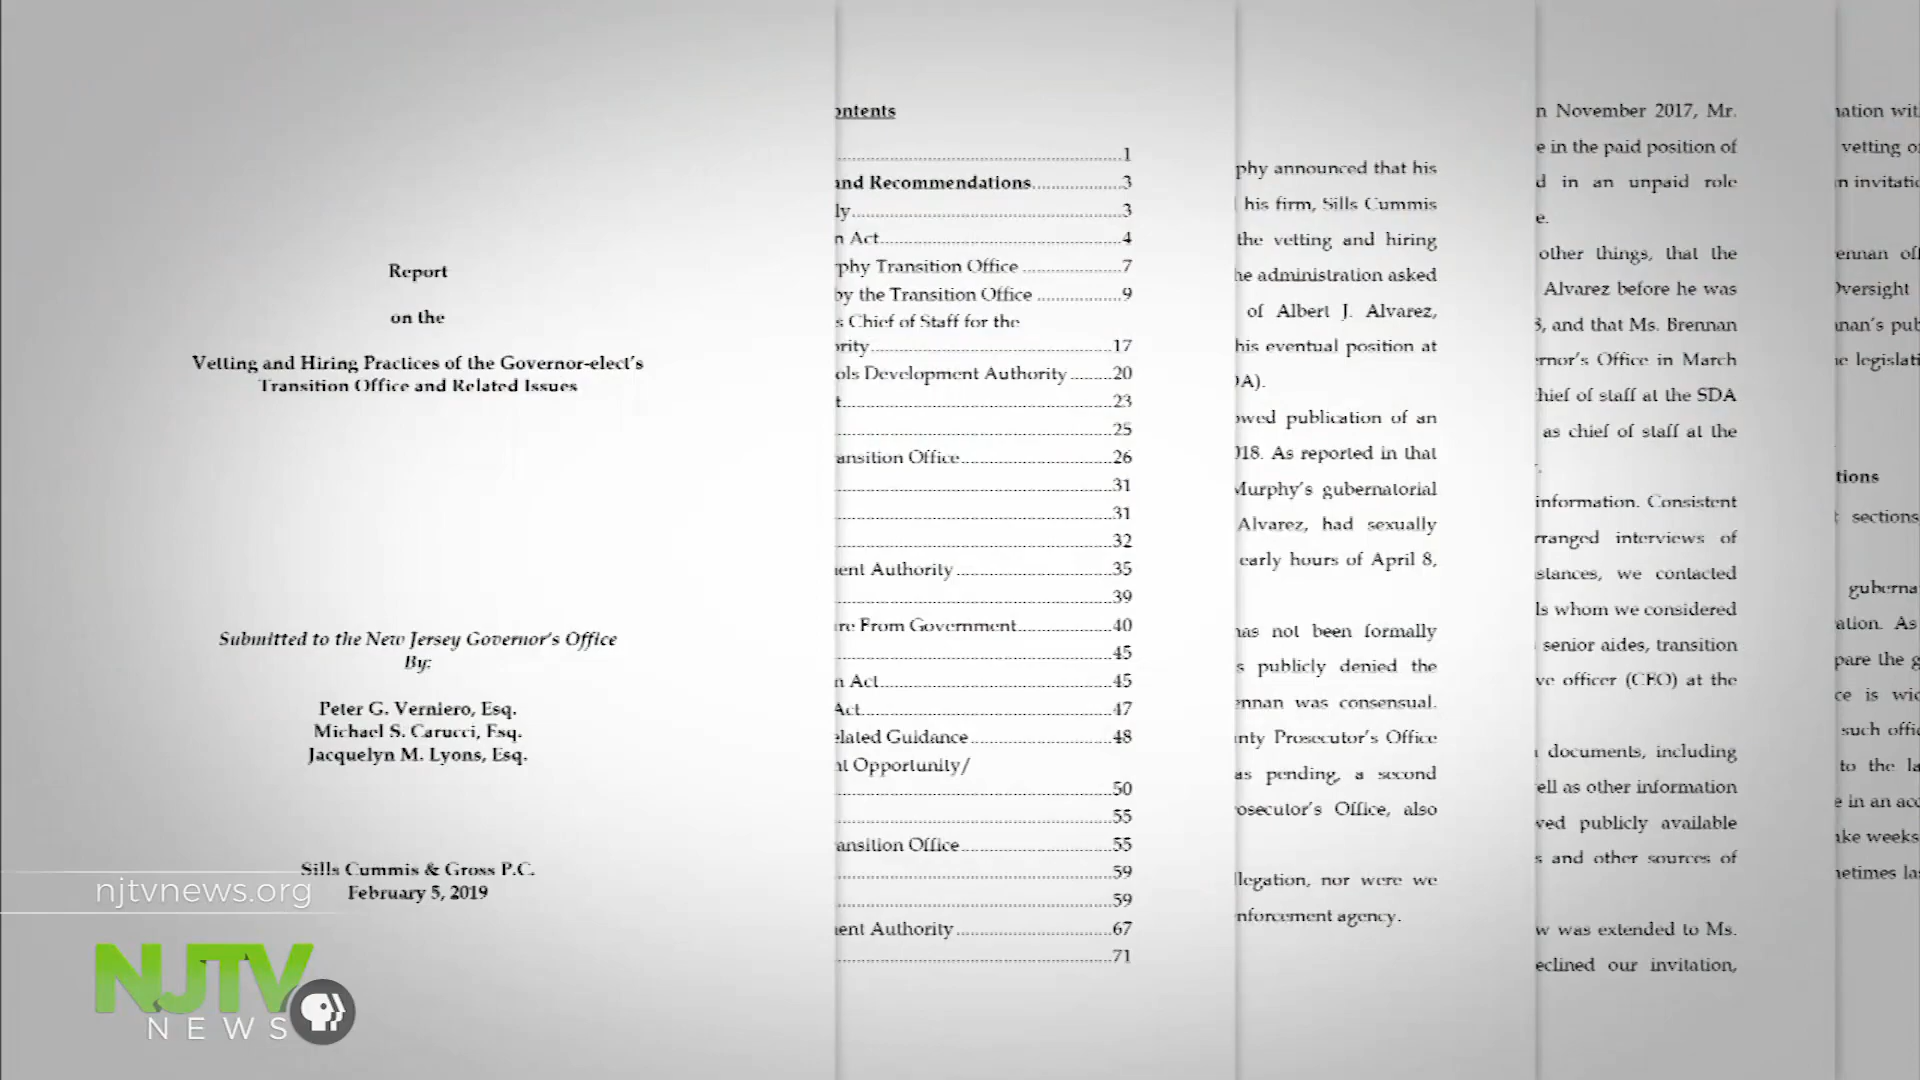 Report
on the
Vetting and Hiring Practices of the Governor-elect's
Transition Office and Related Issues
Submitted to the New Jersey Governor's Office
By:
Peter G. Verniero, Esq.
Michael S. Carucci, Esq.
Jacquelyn M. Lyons, Esq.
Sills Cummis & Gross P.C.
February 5, 2019
njtvnews.org
NJTV
NEWS
ontents
1
and Recommendations 3
ly 3
n Act 4
rphy Transition Office 7
by the Transition Office 9
s Chief of Staff for the
ority 17
ols Development Authority 20
t 23
25
ansition Office 26
31
31
32
ent Authority 35
39
re From Government 40
45
n Act 45
Act 47
elated Guidance 48
nt Opportunity/
50
55
ansition Office 55
59
59
ent Authority 67
71
phy announced that his
his firm, Sills Cummis
the vetting and hiring
he administration asked
of Albert J. Alvarez,
his eventual position at
DA).
owed publication of an
018. As reported in that
Murphy's gubernatorial
Alvarez, had sexually
early hours of April 8,
has not been formally
s publicly denied the
ennan was consensual.
nty Prosecutor's Office
as pending, a second
osecutor's Office, also
llegation, nor were we
nforcement agency.
n November 2017, Mr.
e in the paid position of
d in an unpaid role
e.
other things, that the
Alvarez before he was
8, and that Ms. Brennan
rnor's Office in March
hief of staff at the SDA
as chief of staff at the
information. Consistent
rranged interviews of
stances, we contacted
ls whom we considered
senior aides, transition
ve officer (CEO) at the
documents, including
ell as other information
ved publicly available
s and other sources of
w was extended to Ms.
eclined our invitation,
nation wit
vetting o
n invitati
ennan off
Oversight
nnan's pub
e legislati
tions
t sections
guberna
ation. As
pare the g
ce is wid
such offic
to the la
e in an acc
ake weeks
netimes las